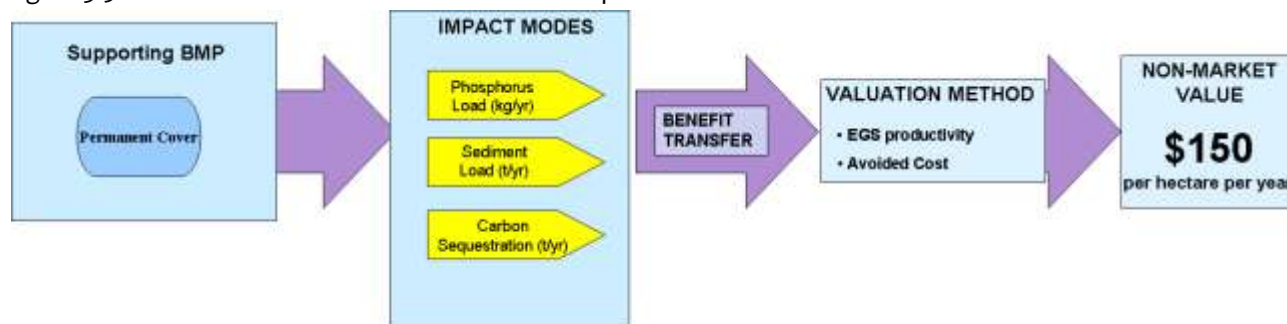 Supporting BMP
Permanent Cover
IMPACT MODES
Phosphorus
Load (kg/yr)
Sediment
Load (t/yr)
Carbon
Sequestration (t/yr)
BENEFIT
TRANSFER
VALUATION METHOD
• EGS productivity
• Avoided Cost
NON-MARKET
VALUE
$150
per hectare per year